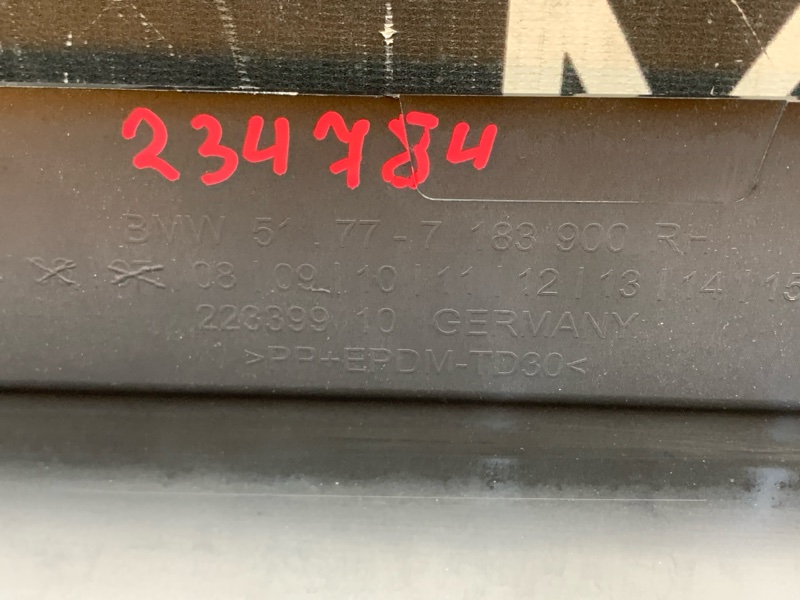 234784
BMW 51.77-7 183 900 RH
08 | 09 | 10 | 11 | 12 | 13 | 14 | 15
223399/10 GERMANY
>PP+EPDM-TD30<